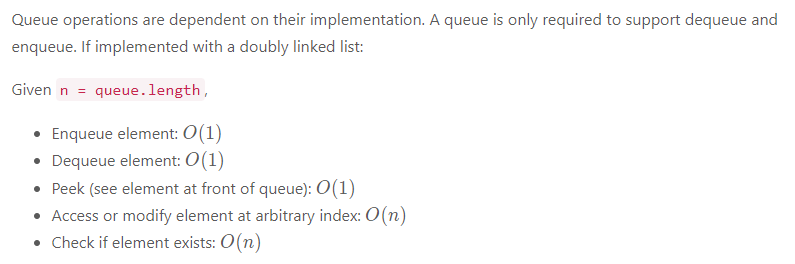 Queue operations are dependent on their implementation. A queue is only required to support dequeue and
enqueue. If implemented with a doubly linked list:
Given n = queue.length,
• Enqueue element: O(1)
• Dequeue element: O(1)
• Peek (see element at front of queue): O(1)
• Access or modify element at arbitrary index: O(n)
• Check if element exists: O(n)